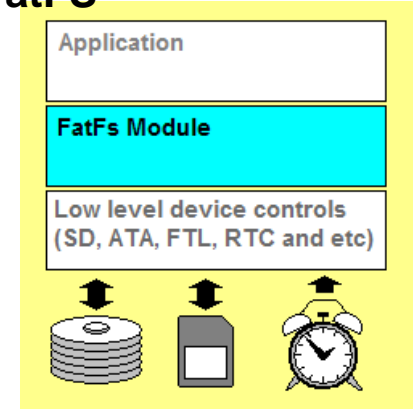 Application
FatFs Module
Low level device controls
(SD, ATA, FTL, RTC and etc)